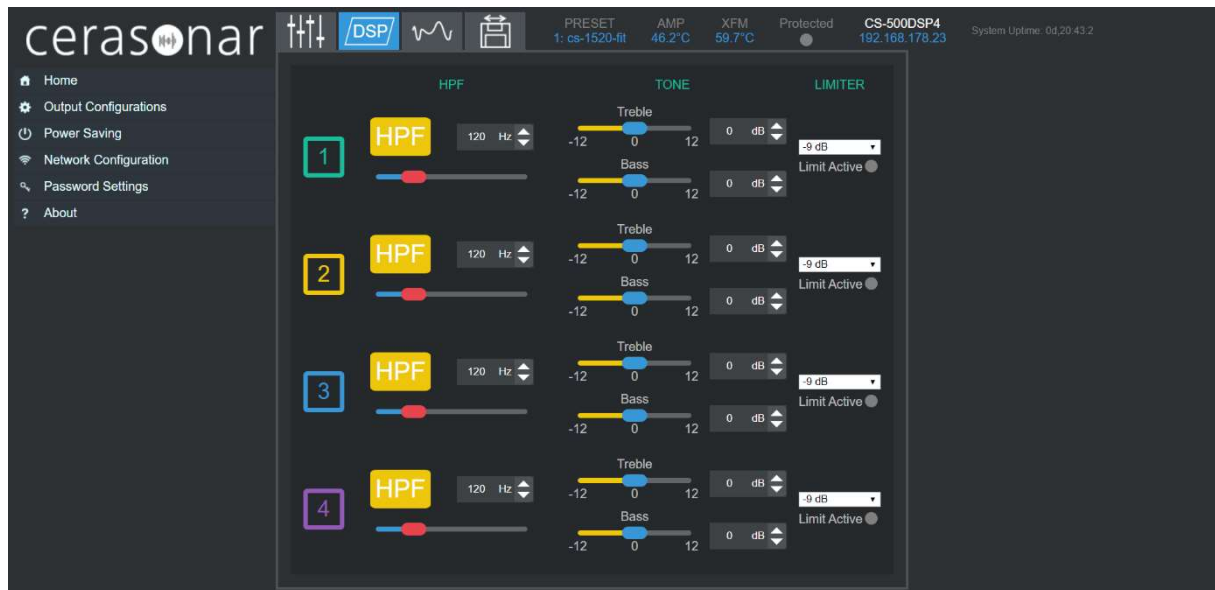 cerasonar
DSP
PRESET AMP XFM Protected CS-500DSP4
1: cs-1520-fit 46.2°C 59.7°C 192.168.178.23
System Uptime: 0d,20:43:2
Home
Output Configurations
Power Saving
Network Configuration
Password Settings
? About
HPF TONE LIMITER
1
HPF
120 Hz
Treble
-12 0 12
0 dB
Bass
-12 0 12
0 dB
-9 dB
Limit Active
2
HPF
120 Hz
Treble
-12 0 12
0 dB
Bass
-12 0 12
0 dB
-9 dB
Limit Active
3
HPF
120 Hz
Treble
-12 0 12
0 dB
Bass
-12 0 12
0 dB
-9 dB
Limit Active
4
HPF
120 Hz
Treble
-12 0 12
0 dB
Bass
-12 0 12
0 dB
-9 dB
Limit Active